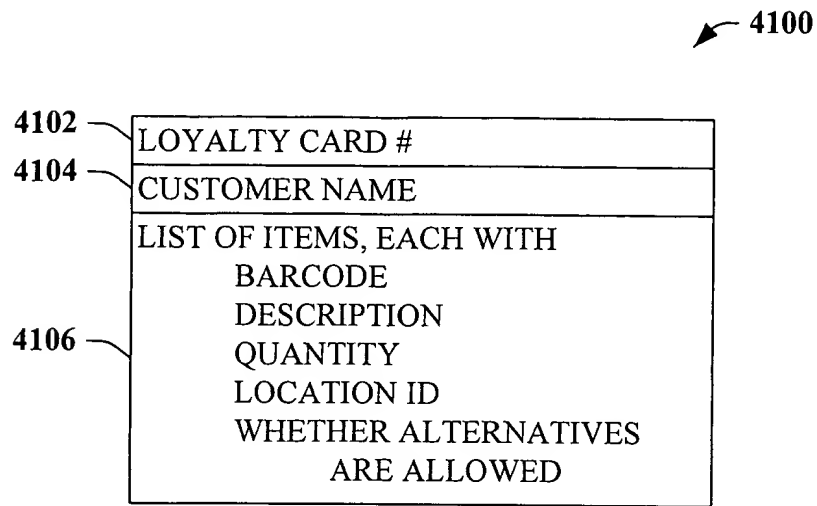 4100
4102
LOYALTY CARD #
4104
CUSTOMER NAME
LIST OF ITEMS, EACH WITH
BARCODE
DESCRIPTION
4106
QUANTITY
LOCATION ID
WHETHER ALTERNATIVES
ARE ALLOWED